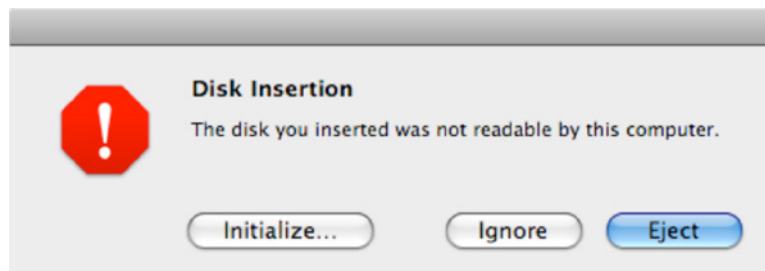 Disk Insertion
The disk you inserted was not readable by this computer.
Initialize... Ignore Eject